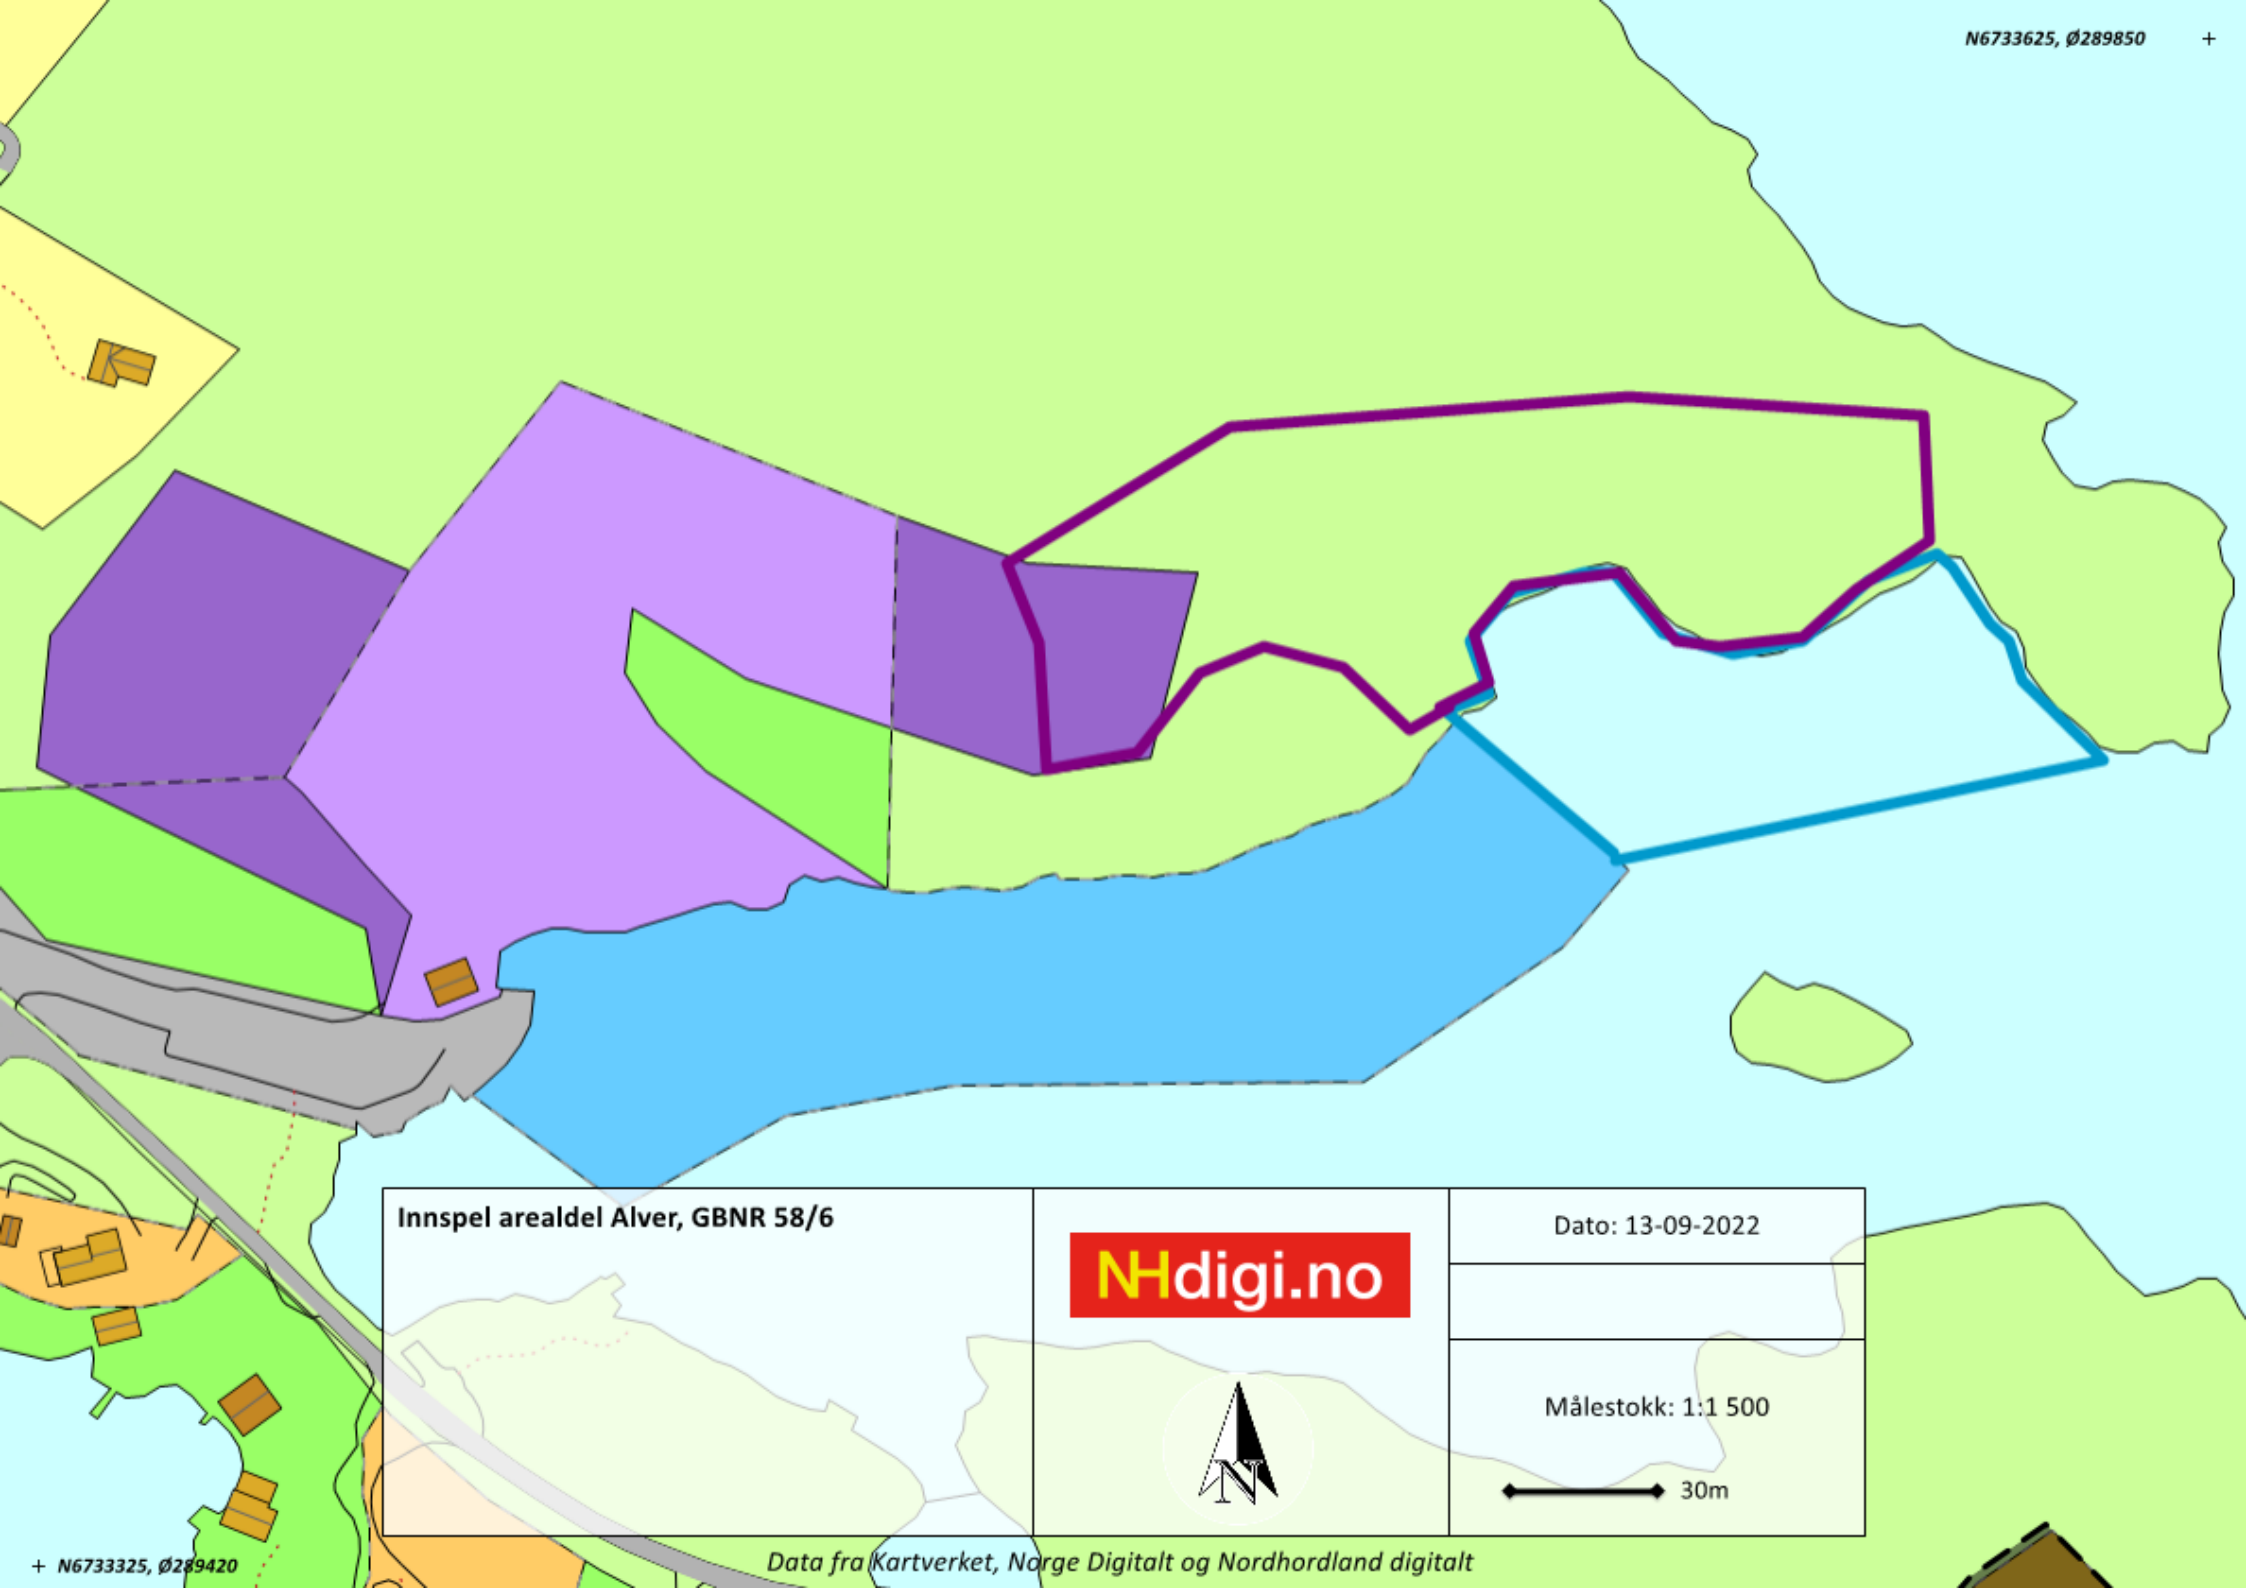 N6733625, Ø289850
Innspel arealdel Alver, GBNR 58/6
NHdigi.no
N
Dato: 13-09-2022
Målestokk: 1:1 500
30m
N6733325, Ø289420
Data fra Kartverket, Norge Digitalt og Nordhordland digitalt